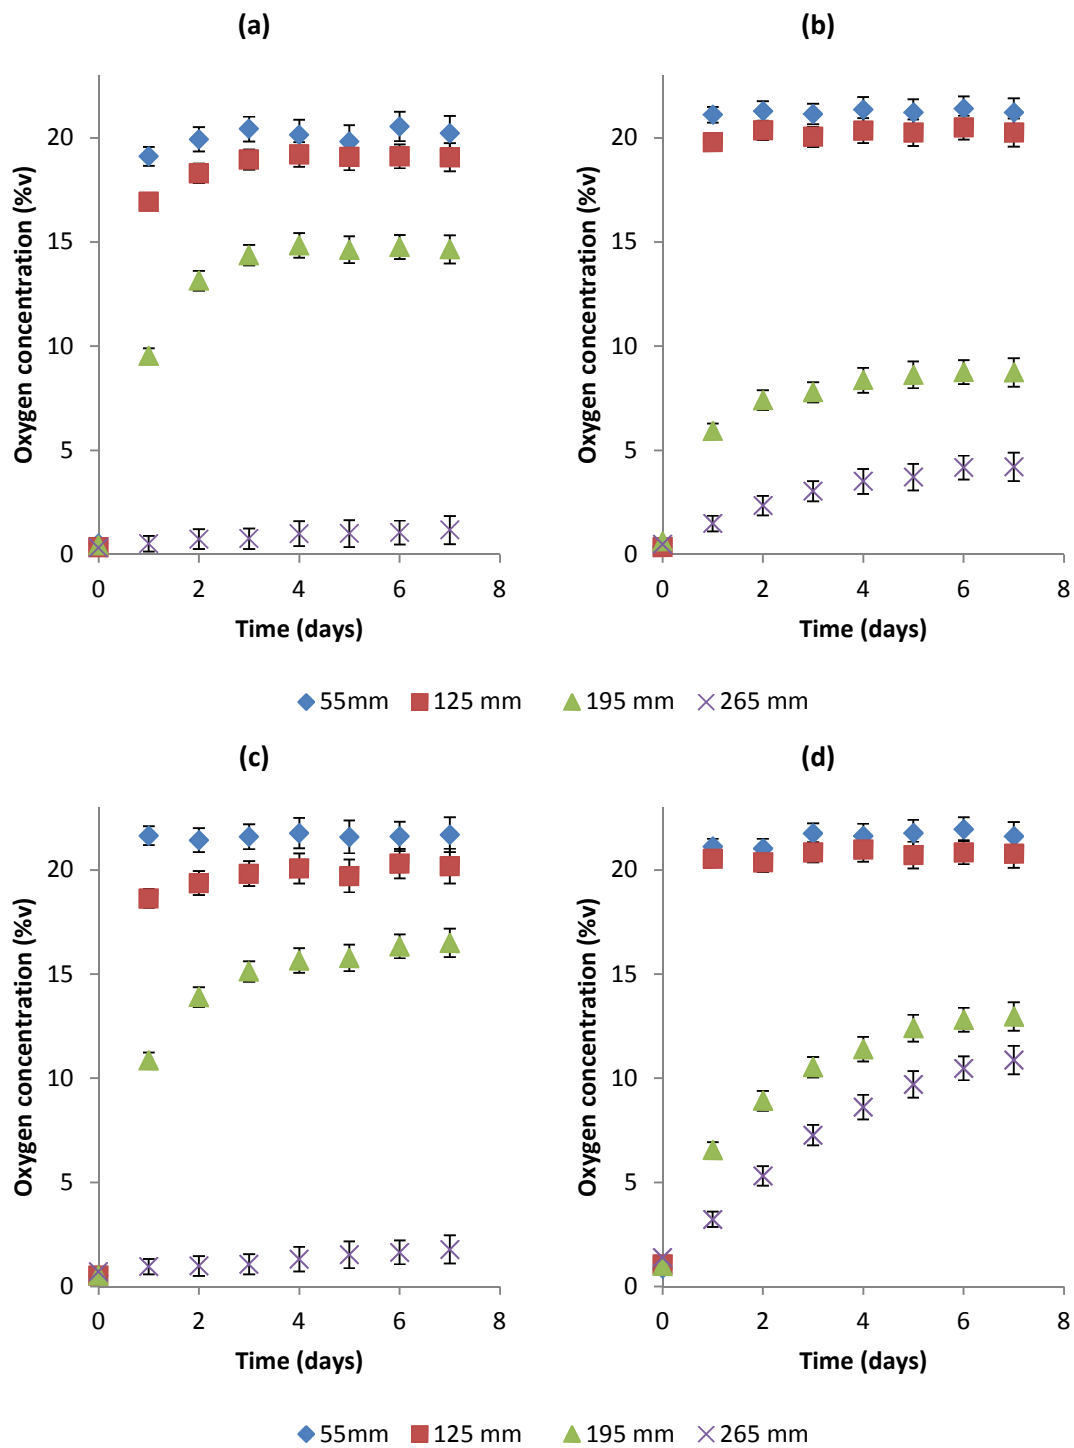 (a)
(b)
Oxygen concentration (%v)
20
15
10
5
0
0 2 4 6 8
Time (days)
Oxygen concentration (%v)
20
15
10
5
0
0 2 4 6 8
Time (days)
55mm 125 mm 195 mm 265 mm
(c)
(d)
Oxygen concentration (%v)
20
15
10
5
0
0 2 4 6 8
Time (days)
Oxygen concentration (%v)
20
15
10
5
0
0 2 4 6 8
Time (days)
55mm 125 mm 195 mm 265 mm